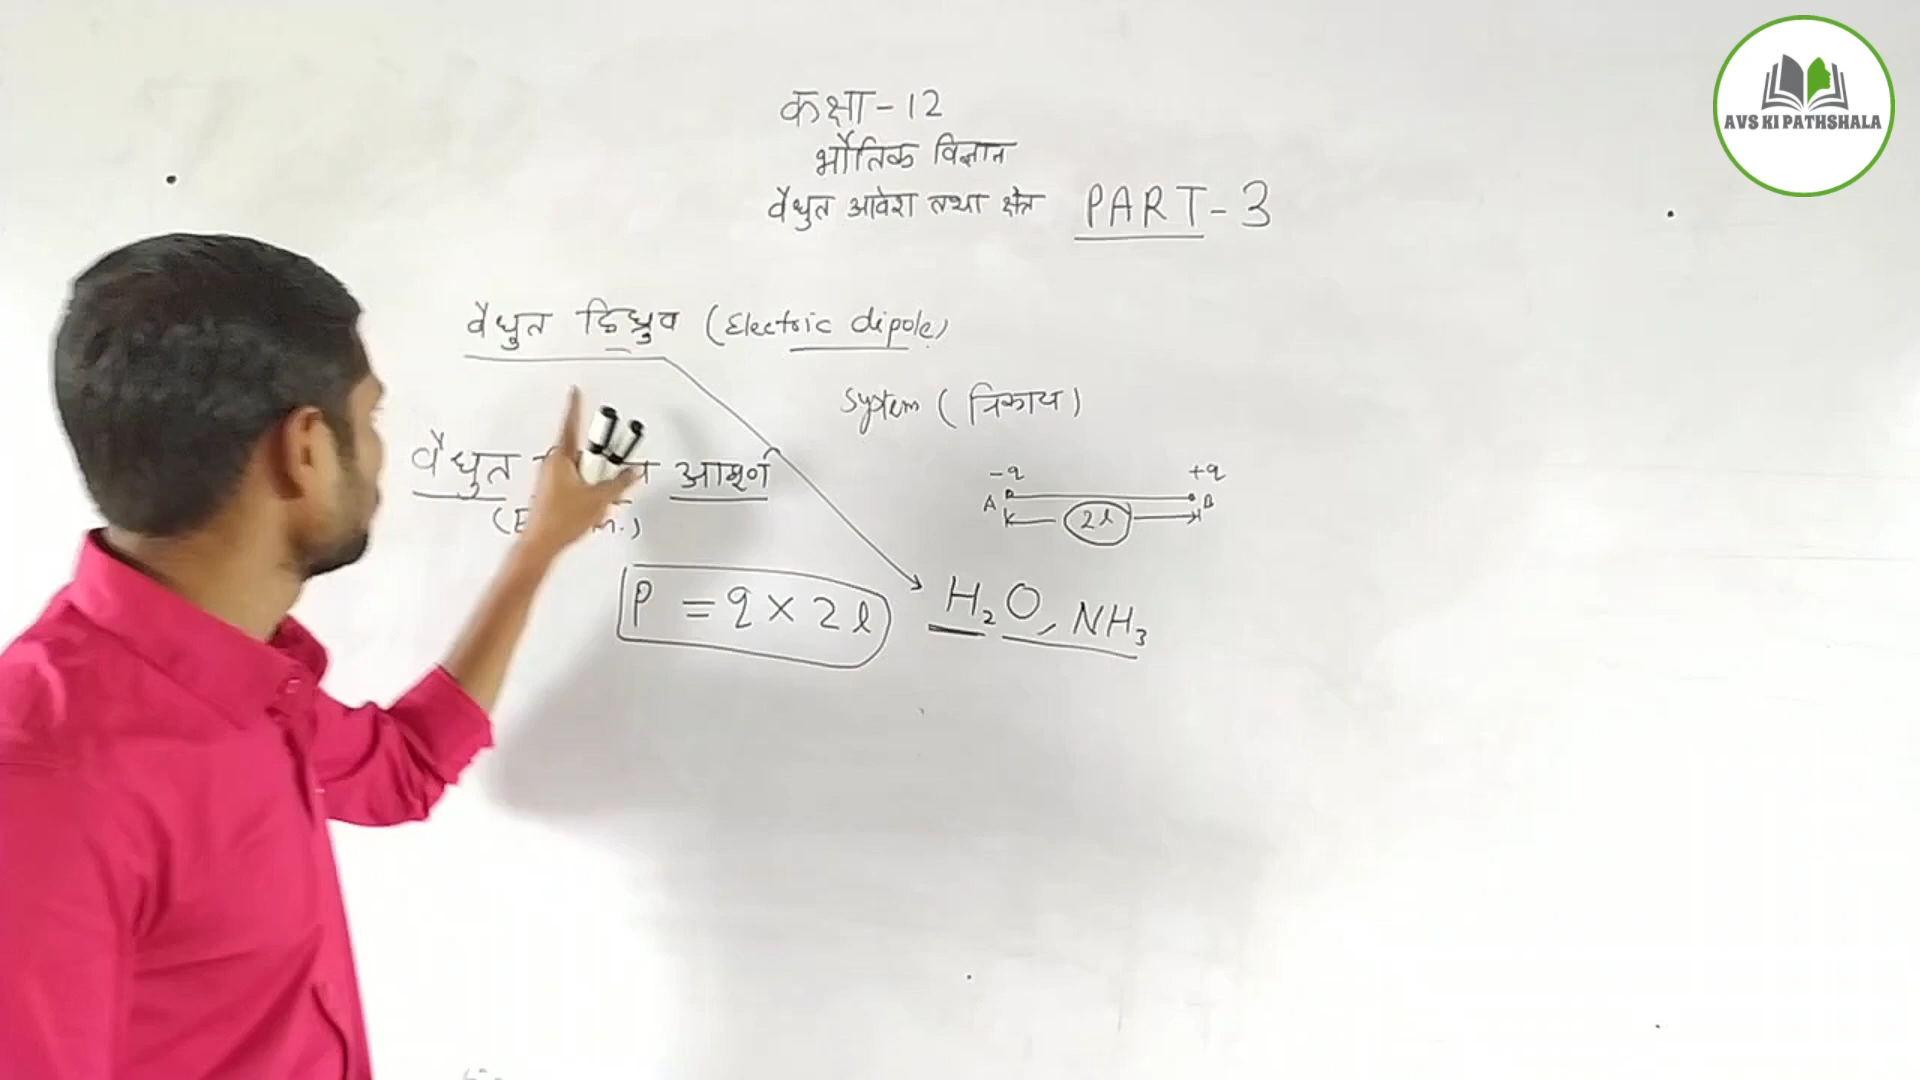 कक्षा-12
भौतिक विज्ञान
वैधुत आवेश तथा क्षेत्र PART-3
वैधुत द्विध्रुव (Electric dipole)
System (निकाय)
वैधुत आघूर्ण
-q +q
A B
2l
P = q × 2l
H₂O, NH₃
AVS KI PATHSHALA